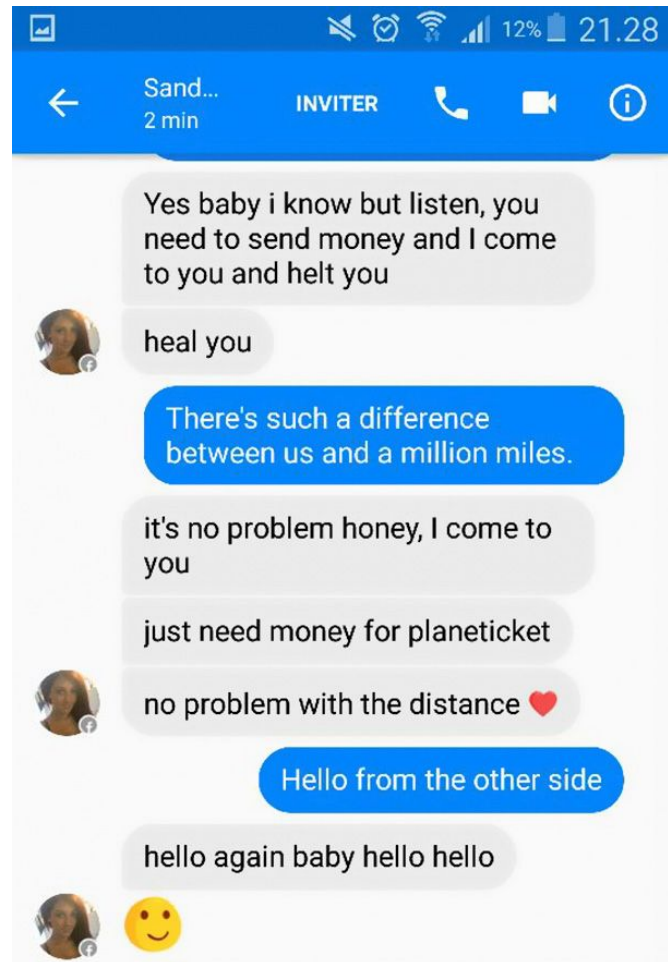 12% 21.28
Sand...
2 min
INVITER
Yes baby i know but listen, you
need to send money and I come
to you and helt you
heal you
There's such a difference
between us and a million miles.
it's no problem honey, I come to
you
just need money for planeticket
no problem with the distance ❤
Hello from the other side
hello again baby hello hello
🙂